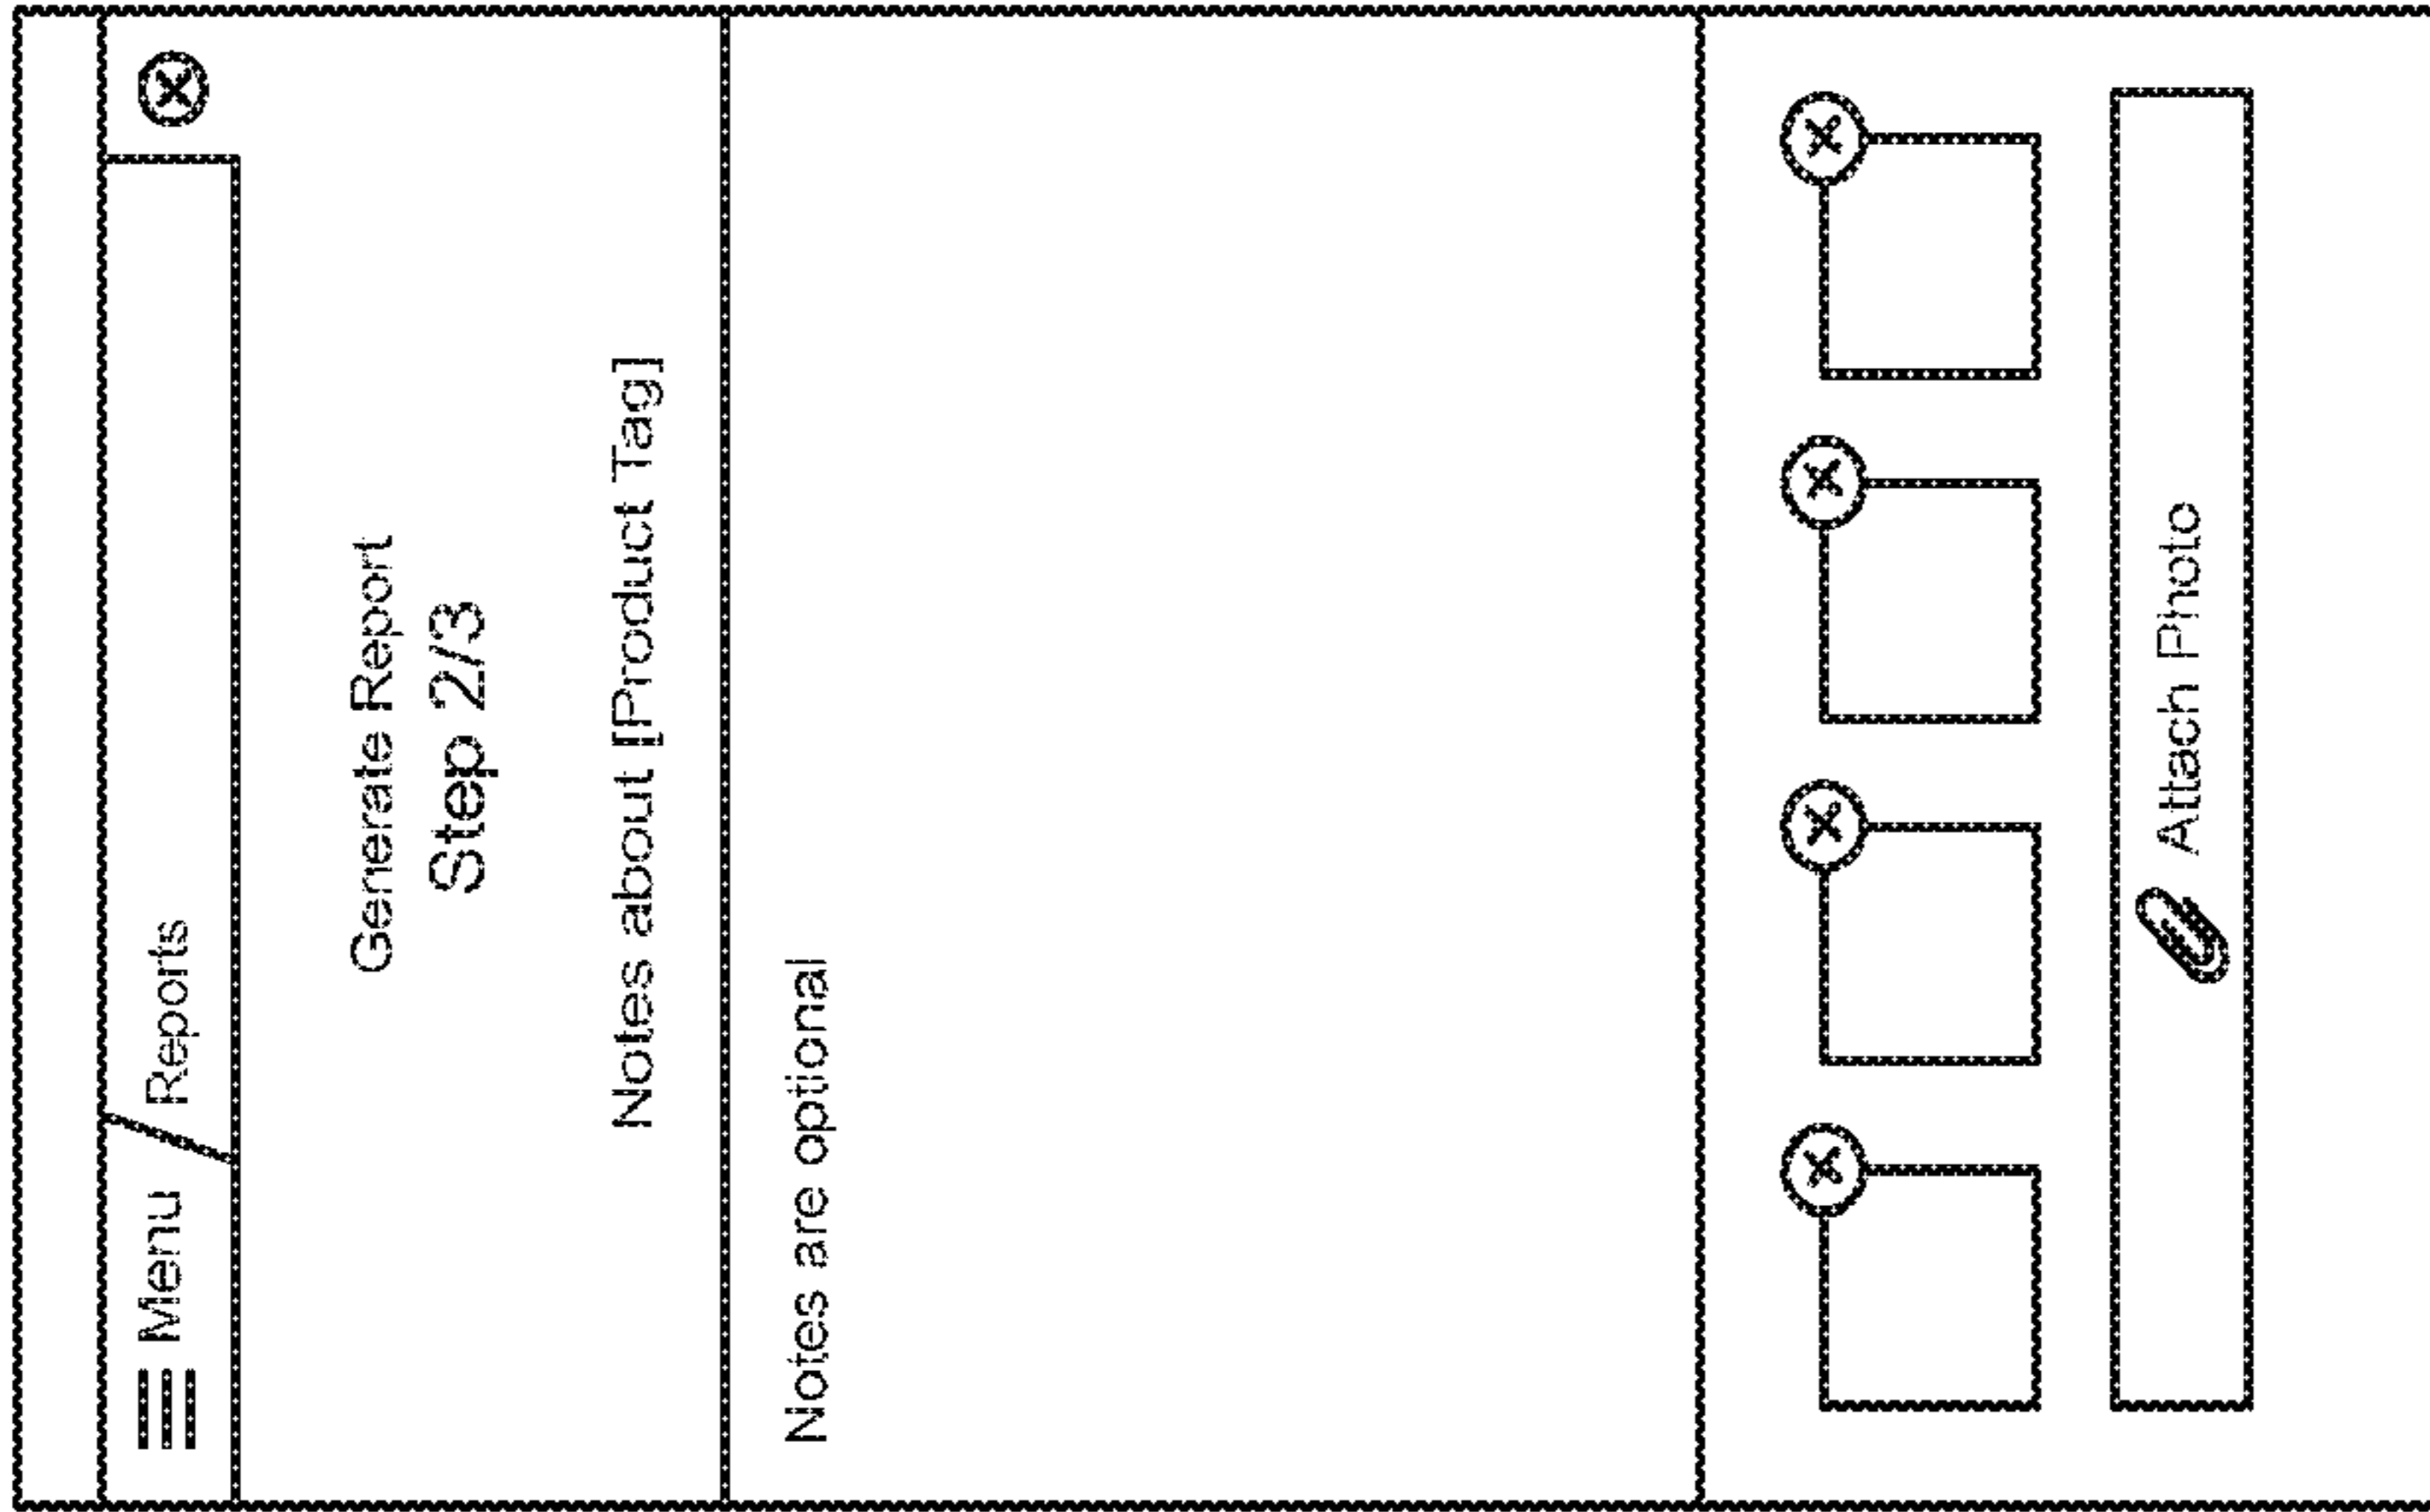 Menu
Reports
Generate Report
Step 2/3
Notes about [Product Tag]
Notes are optional
Attach Photo